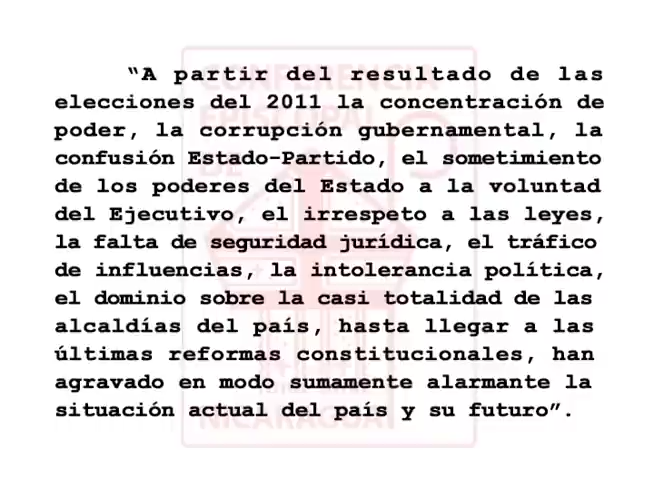 “A partir del resultado de las
elecciones del 2011 la concentración de
poder, la corrupción gubernamental, la
confusión Estado-Partido, el sometimiento
de los poderes del Estado a la voluntad
del Ejecutivo, el irrespeto a las leyes,
la falta de seguridad jurídica, el tráfico
de influencias, la intolerancia política,
el dominio sobre la casi totalidad de las
alcaldías del país, hasta llegar a las
últimas reformas constitucionales, han
agravado en modo sumamente alarmante la
situación actual del país y su futuro”.
CONFERENCIA
EPISCOPAL
DE
NICARAGUA